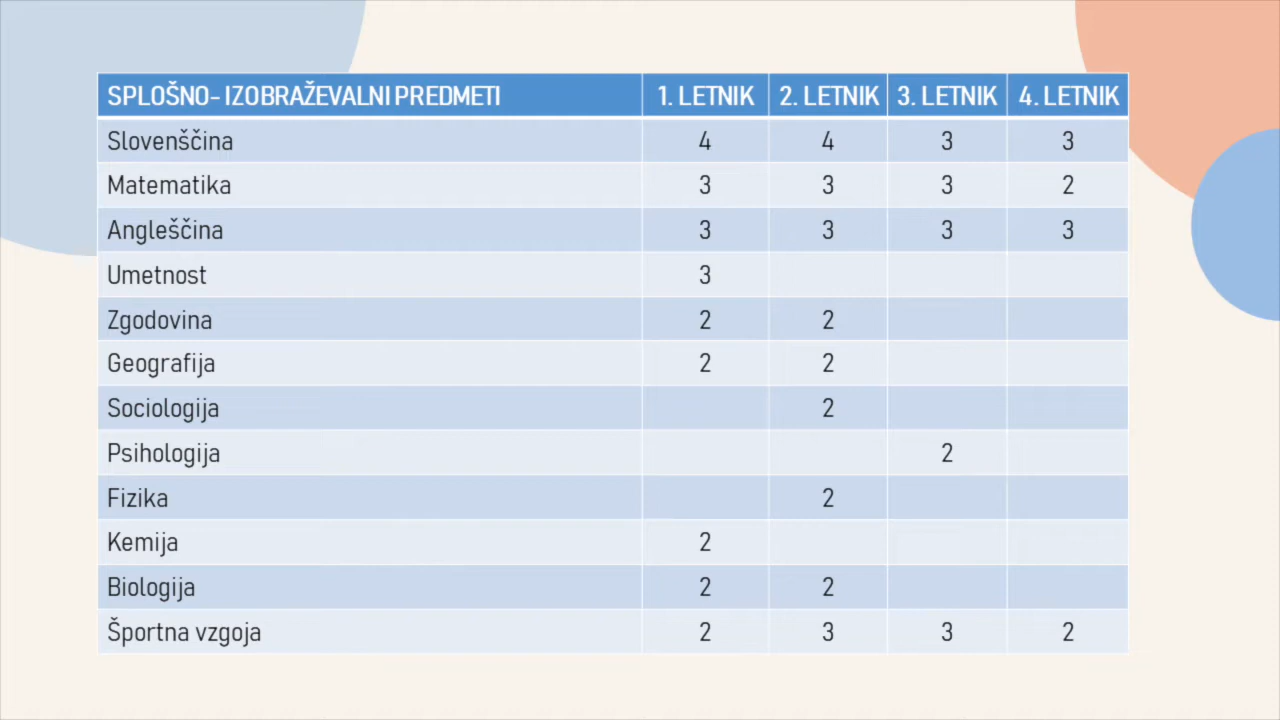 SPLOŠNO- IZOBRAŽEVALNI PREDMETI 1. LETNIK 2. LETNIK 3. LETNIK 4. LETNIK
Slovenščina 4 4 3 3
Matematika 3 3 3 2
Angleščina 3 3 3 3
Umetnost 3
Zgodovina 2 2
Geografija 2 2
Sociologija 2
Psihologija 2
Fizika 2
Kemija 2
Biologija 2 2
Športna vzgoja 2 3 3 2